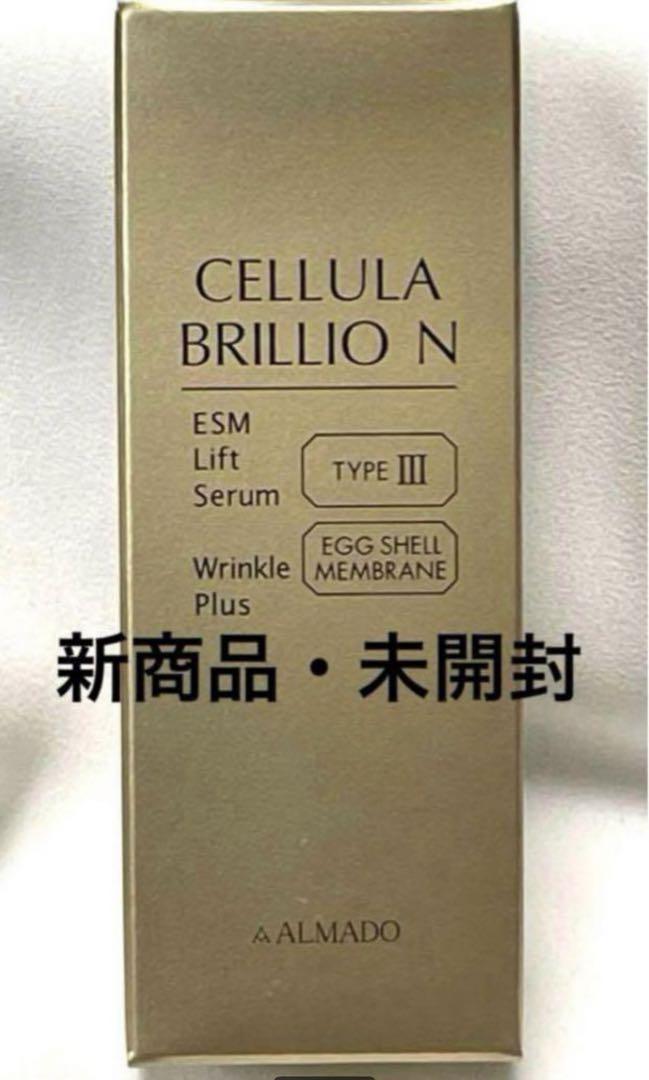 CELLULA
BRILLIO N
ESM
Lift
Serum
TYPE III
EGG SHELL
MEMBRANE
Wrinkle
Plus
新商品・未開封
ALMADO